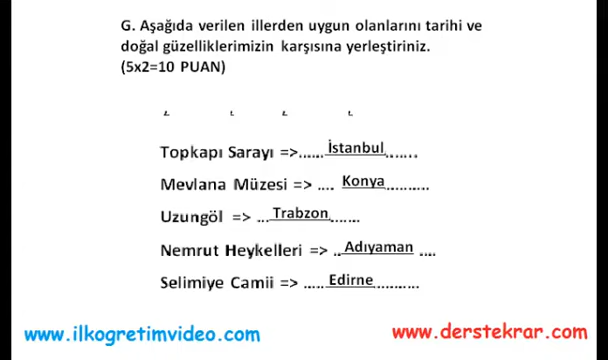 G. Aşağıda verilen illerden uygun olanlarını tarihi ve
doğal güzelliklerimizin karşısına yerleştiriniz.
(5x2=10 PUAN)
Topkapı Sarayı =>......İstanbul.......
Mevlana Müzesi => .... Konya..........
Uzungöl => ...Trabzon.......
Nemrut Heykelleri => ..Adıyaman ....
Selimiye Camii => .....Edirne..........
www.ilkogretimvideo.com
www.derstekrar.com